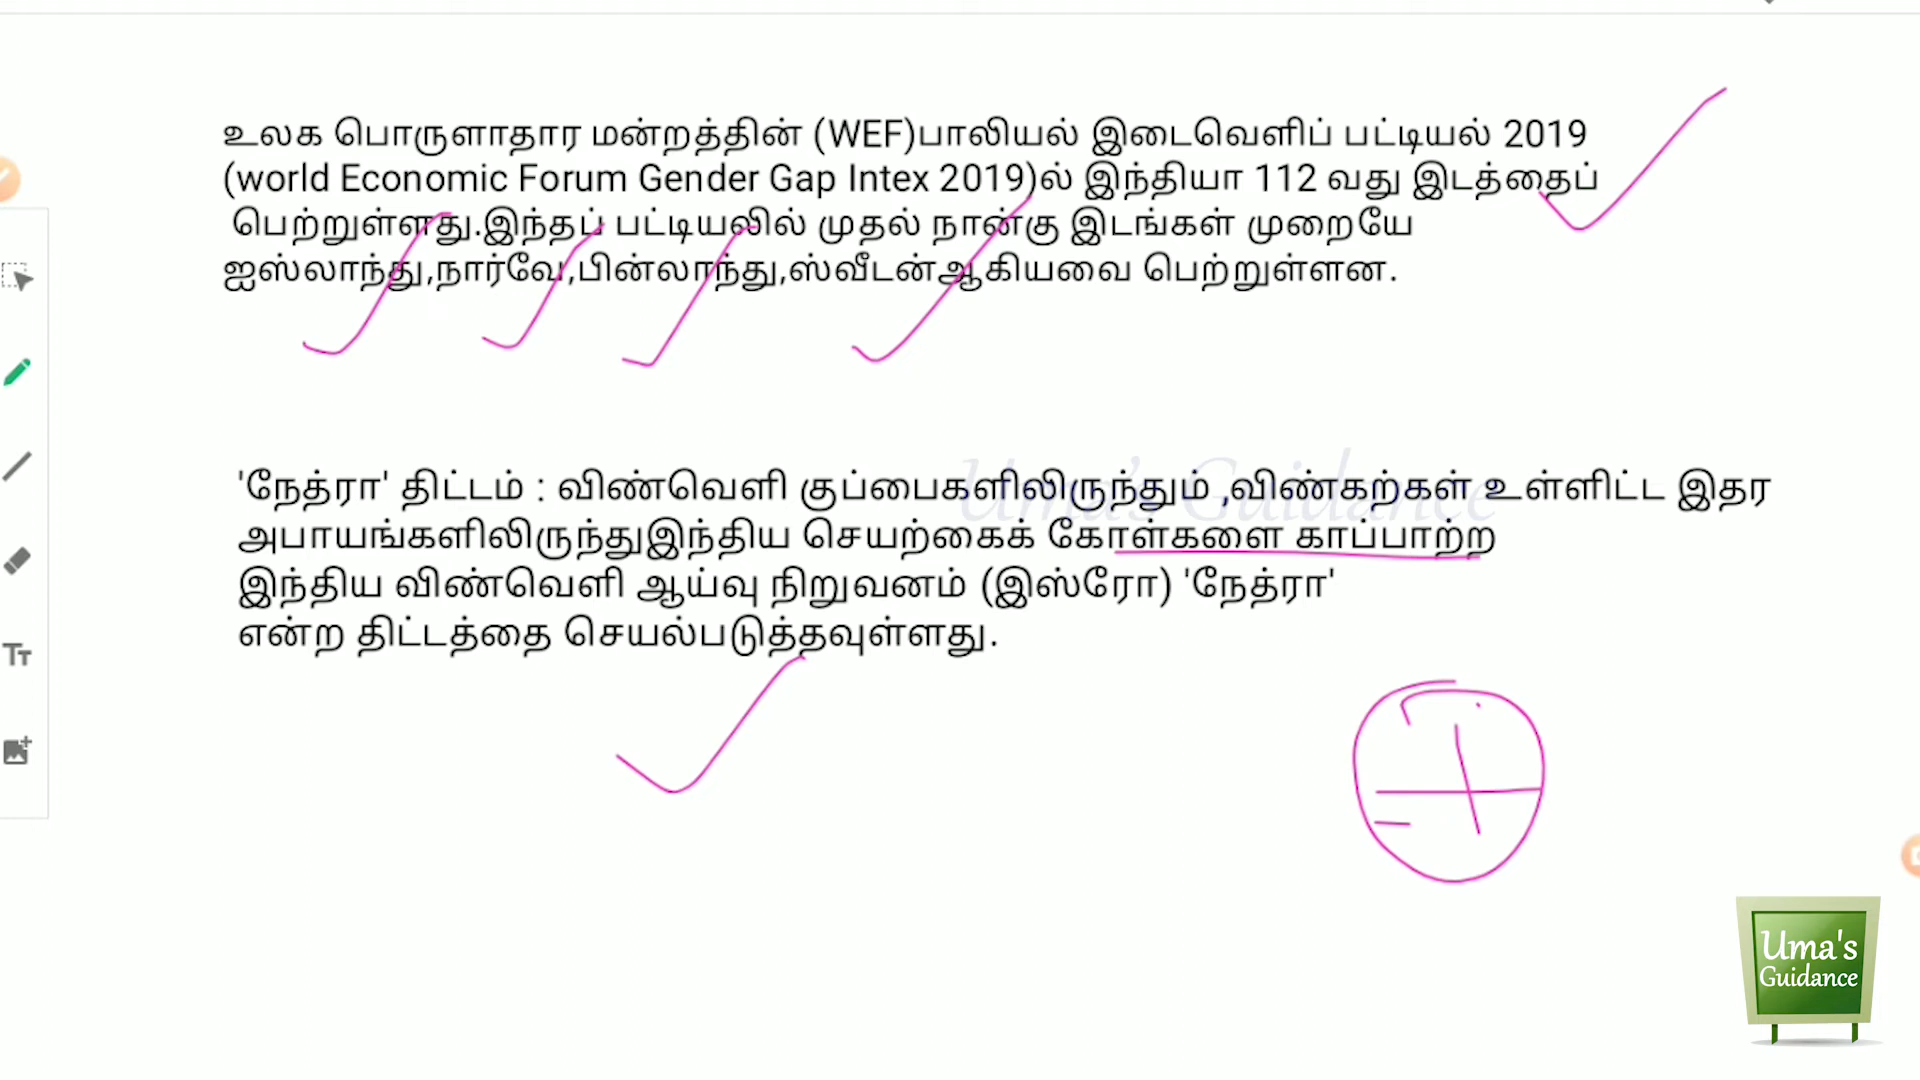 உலக பொருளாதார மன்றத்தின் (WEF)பாலியல் இடைவெளிப் பட்டியல் 2019
(world Economic Forum Gender Gap Intex 2019)ல் இந்தியா 112 வது இடத்தைப்
பெற்றுள்ளது.இந்தப் பட்டியலில் முதல் நான்கு இடங்கள் முறையே
ஐஸ்லாந்து,நார்வே,பின்லாந்து,ஸ்வீடன்ஆகியவை பெற்றுள்ளன.
'நேத்ரா' திட்டம் : விண்வெளி குப்பைகளிலிருந்தும் ,விண்கற்கள் உள்ளிட்ட இதர
அபாயங்களிலிருந்துஇந்திய செயற்கைக் கோள்களை காப்பாற்ற
இந்திய விண்வெளி ஆய்வு நிறுவனம் (இஸ்ரோ) 'நேத்ரா'
என்ற திட்டத்தை செயல்படுத்தவுள்ளது.
Uma's Guidance
Uma's
Guidance